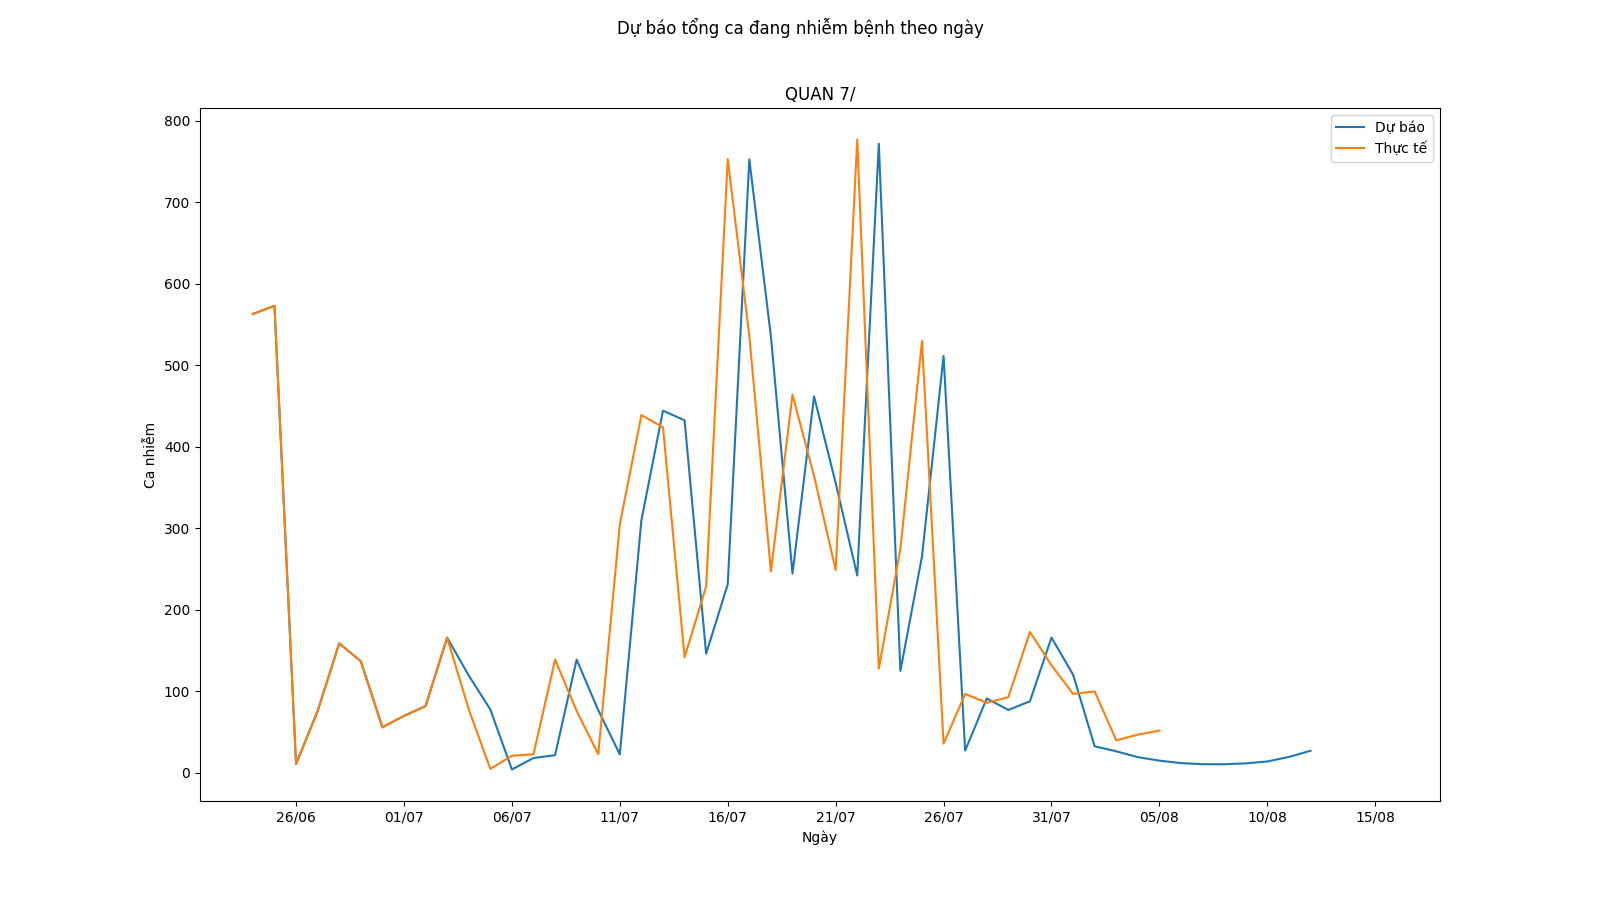 Dự báo tổng ca đang nhiễm bệnh theo ngày
QUAN 7/
800
700
600
500
400
300
200
100
0
Ca nhiễm
Dự báo
Thực tế
26/06 01/07 06/07 11/07 16/07 21/07 26/07 31/07 05/08 10/08 15/08
Ngày